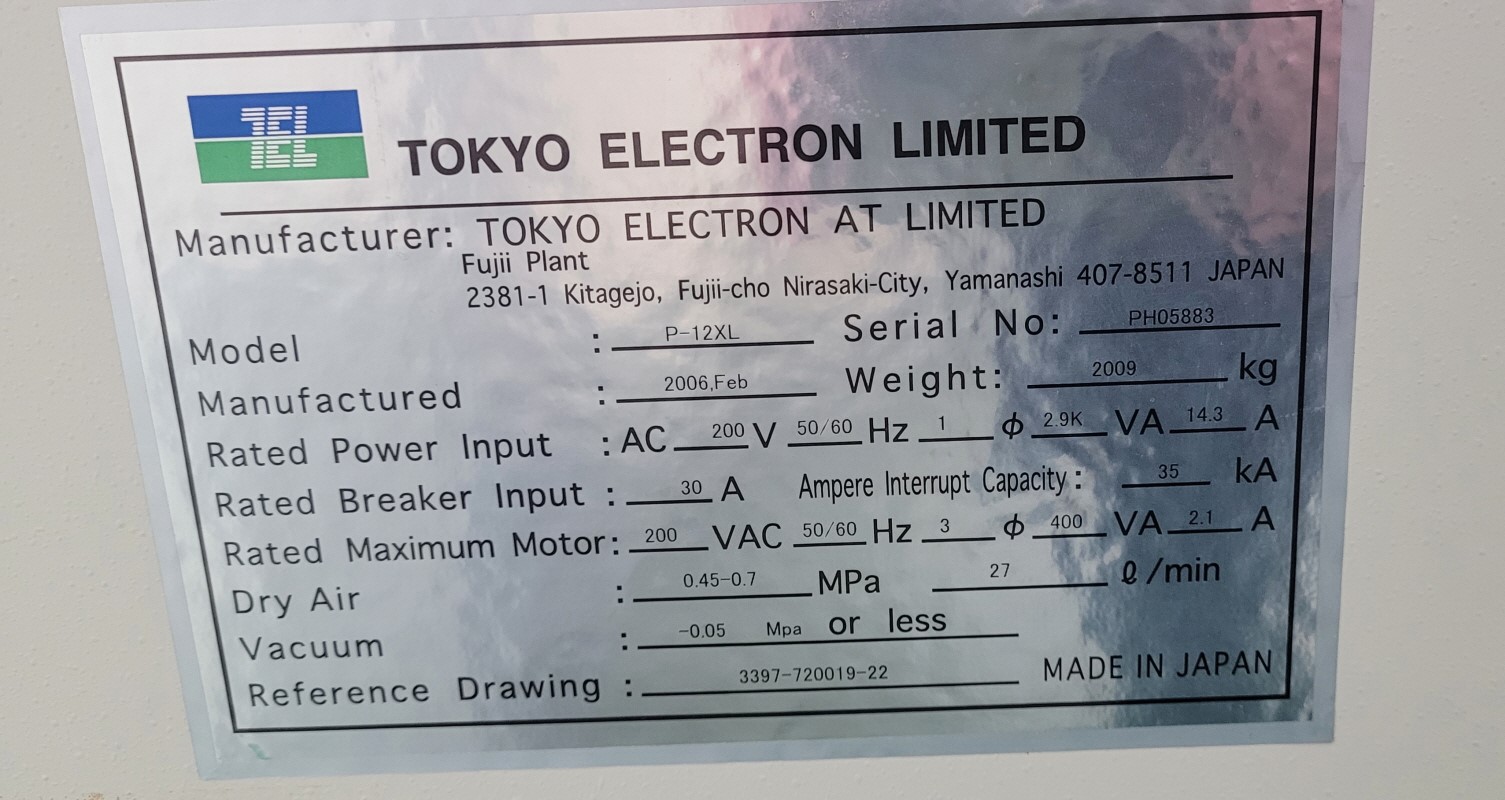 TEL
TOKYO ELECTRON LIMITED
Manufacturer: TOKYO ELECTRON AT LIMITED
Fujii Plant
2381-1 Kitagejo, Fujii-cho Nirasaki-City, Yamanashi 407-8511 JAPAN
Model : P-12XL Serial No: PH05883
Manufactured : 2006,Feb Weight: 2009 kg
Rated Power Input : AC 200 V 50/60 Hz 1 ϕ 2.9K VA 14.3 A
Rated Breaker Input : 30 A Ampere Interrupt Capacity : 35 kA
Rated Maximum Motor: 200 VAC 50/60 Hz 3 ϕ 400 VA 2.1 A
Dry Air : 0.45-0.7 MPa 27 ℓ/min
Vacuum : -0.05 Mpa or less
Reference Drawing : 3397-720019-22 MADE IN JAPAN